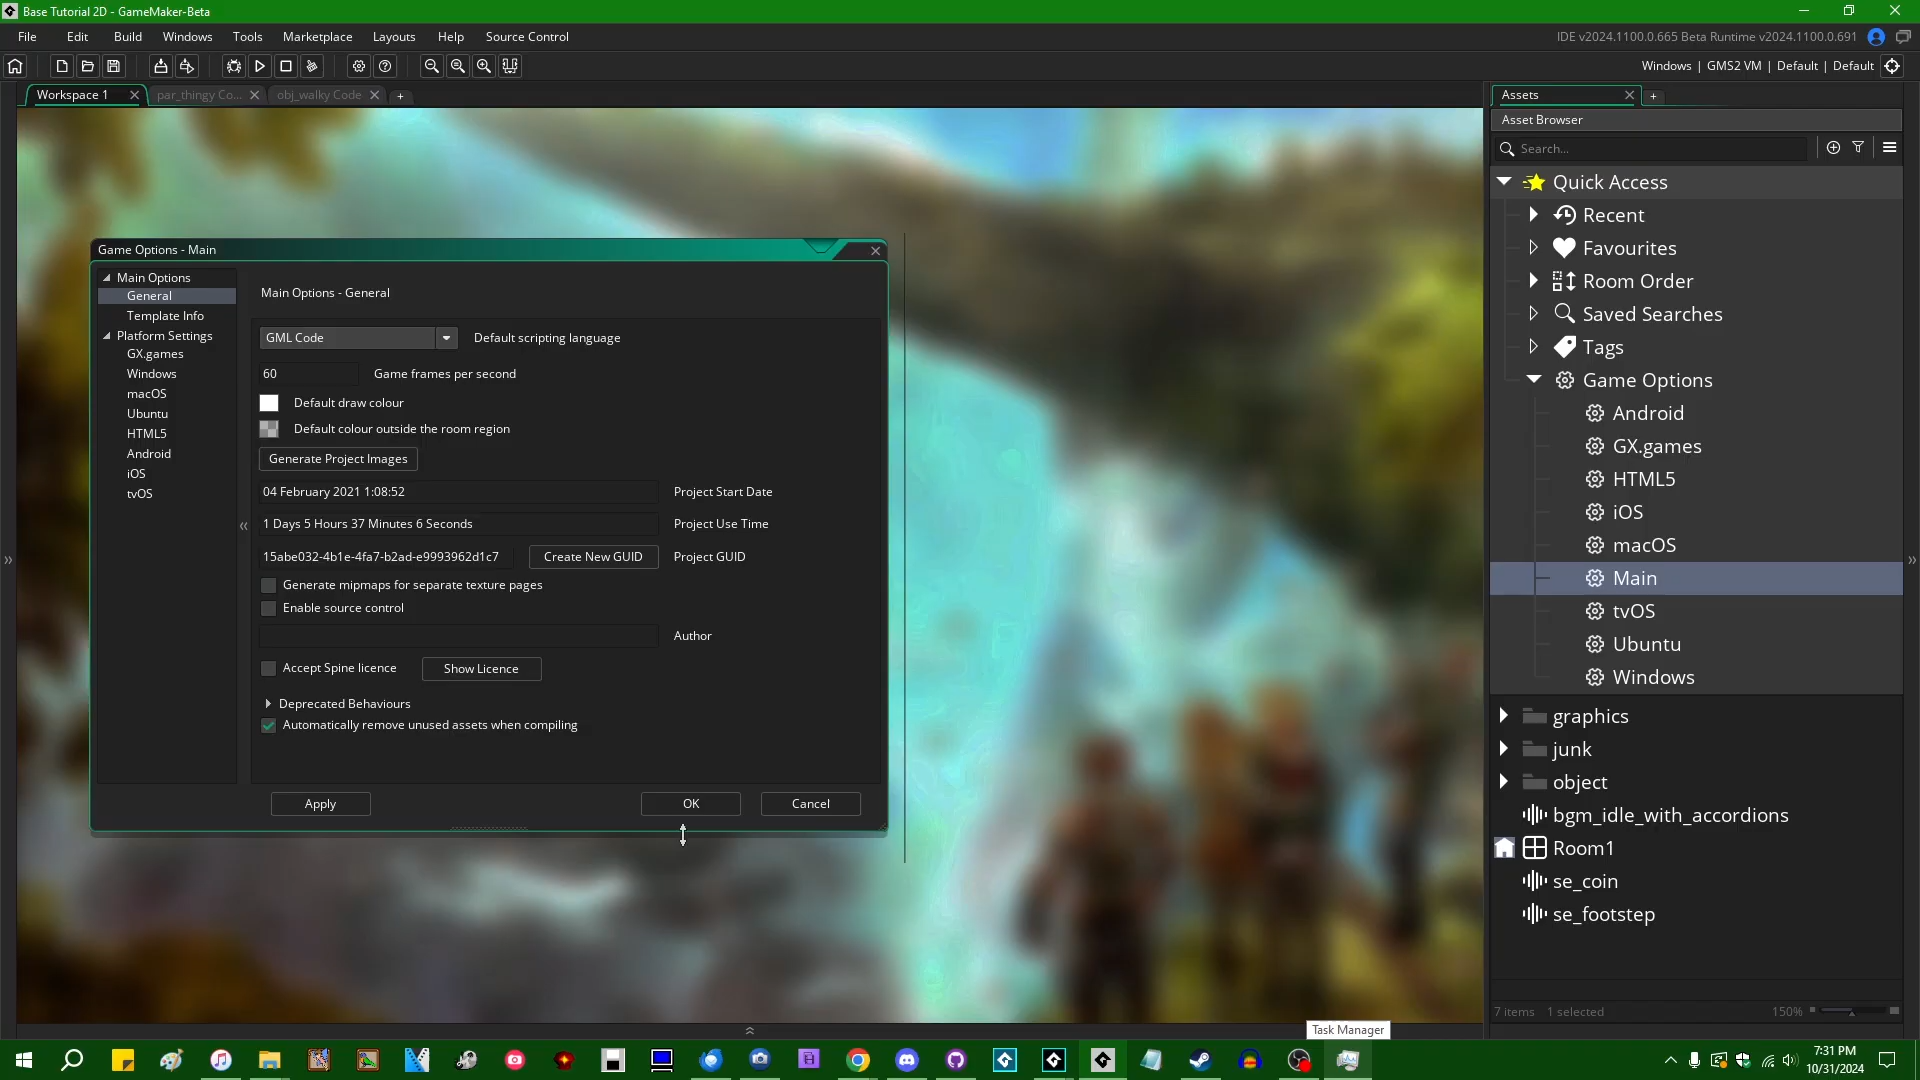 Base Tutorial 2D - GameMaker-Beta
File Edit Build Windows Tools Marketplace Layouts Help Source Control
IDE v2024.1100.0.665 Beta Runtime v2024.1100.0.691
Windows | GMS2 VM | Default | Default
Workspace 1
par_thingy Co...
obj_walky Code
Assets
Asset Browser
Search...
Quick Access
Recent
Favourites
Room Order
Saved Searches
Tags
Game Options
Android
GX.games
HTML5
iOS
macOS
Main
tvOS
Ubuntu
Windows
graphics
junk
object
bgm_idle_with_accordions
Room1
se_coin
se_footstep
7 items 1 selected
150%
Game Options - Main
Main Options
General
Template Info
Platform Settings
GX.games
Windows
macOS
Ubuntu
HTML5
Android
iOS
tvOS
Main Options - General
GML Code Default scripting language
60 Game frames per second
Default draw colour
Default colour outside the room region
Generate Project Images
04 February 2021 1:08:52 Project Start Date
1 Days 5 Hours 37 Minutes 6 Seconds Project Use Time
15abe032-4b1e-4fa7-b2ad-e9993962d1c7 Create New GUID Project GUID
Generate mipmaps for separate texture pages
Enable source control
Author
Accept Spine licence Show Licence
Deprecated Behaviours
Automatically remove unused assets when compiling
Apply OK Cancel
Task Manager
7:31 PM
10/31/2024